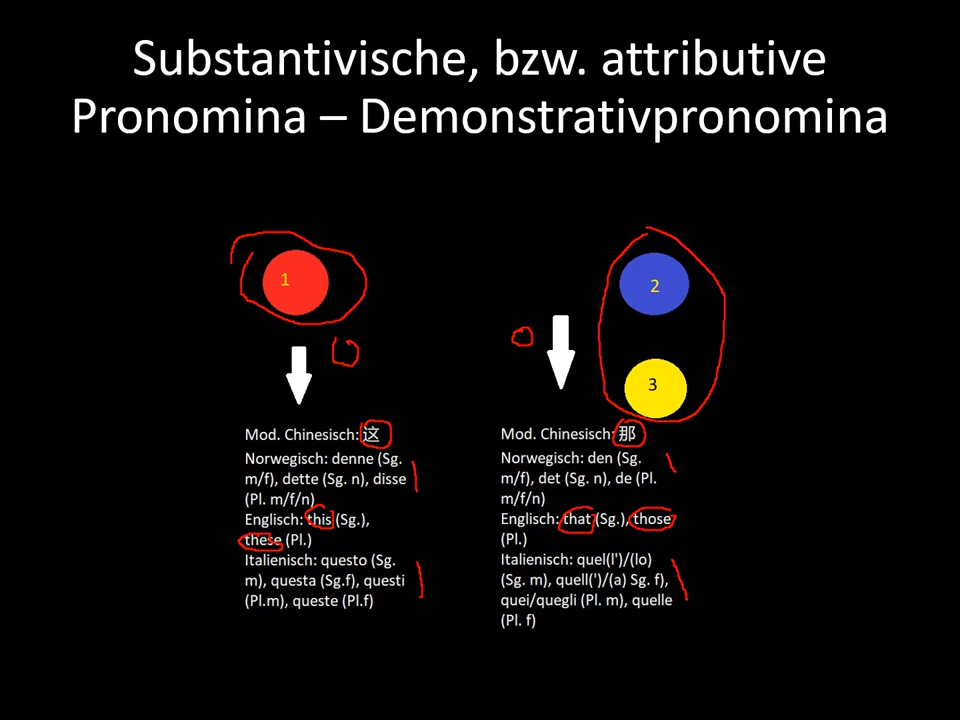 Substantivische, bzw. attributive
Pronomina – Demonstrativpronomina
1
2
3
Mod. Chinesisch: 这
Norwegisch: denne (Sg.
m/f), dette (Sg. n), disse
(Pl. m/f/n)
Englisch: this (Sg.),
these (Pl.)
Italienisch: questo (Sg.
m), questa (Sg.f), questi
(Pl.m), queste (Pl.f)
Mod. Chinesisch: 那
Norwegisch: den (Sg.
m/f), det (Sg. n), de (Pl.
m/f/n)
Englisch: that (Sg.), those
(Pl.)
Italienisch: quel(l')/(lo)
(Sg. m), quell(')/(a) Sg. f),
quei/quegli (Pl. m), quelle
(Pl. f)